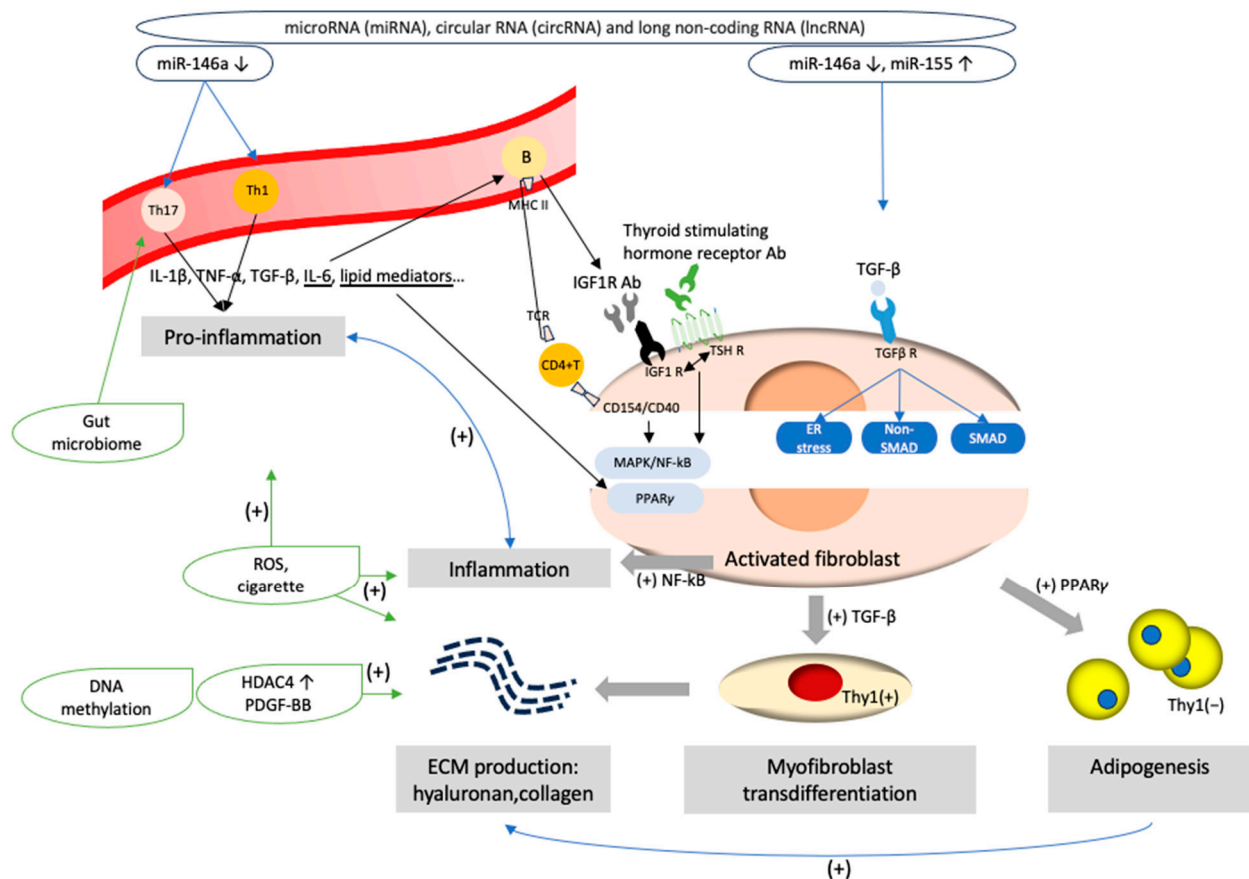 microRNA (miRNA), circular RNA (circRNA) and long non-coding RNA (lncRNA)
miR-146a ↓
miR-146a ↓, miR-155 ↑
B
MHC II
Th1
Th17
Thyroid stimulating
hormone receptor Ab
IL-1β, TNF-α, TGF-β, IL-6, lipid mediators...
IGF1R Ab
TGF-β
Pro-inflammation
TCR
CD4+T
IGF1 R
TSH R
TGFβ R
CD154/CD40
Gut
microbiome
(+)
ER
stress
Non-
SMAD
SMAD
MAPK/NF-kB
PPARγ
(+)
ROS,
cigarette
(+)
Inflammation
(+) NF-kB
Activated fibroblast
(+) PPARγ
(+) TGF-β
DNA
methylation
HDAC4 ↑
PDGF-BB
(+)
Thy1(+)
Thy1(−)
ECM production:
hyaluronan,collagen
Myofibroblast
transdifferentiation
Adipogenesis
(+)